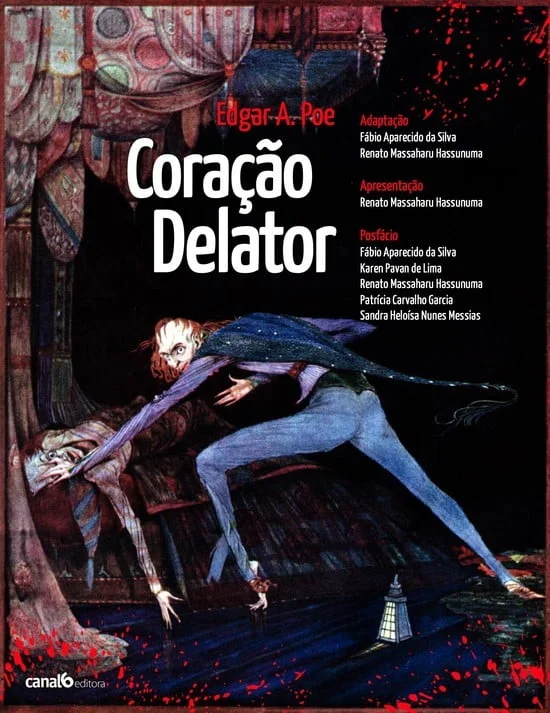 Edgar A. Poe
Coração
Delator
Adaptação
Fábio Aparecido da Silva
Renato Massaharu Hassunuma
Apresentação
Renato Massaharu Hassunuma
Posfácio
Fábio Aparecido da Silva
Karen Pavan de Lima
Renato Massaharu Hassunuma
Patrícia Carvalho Garcia
Sandra Heloísa Nunes Messias
canal6 editora